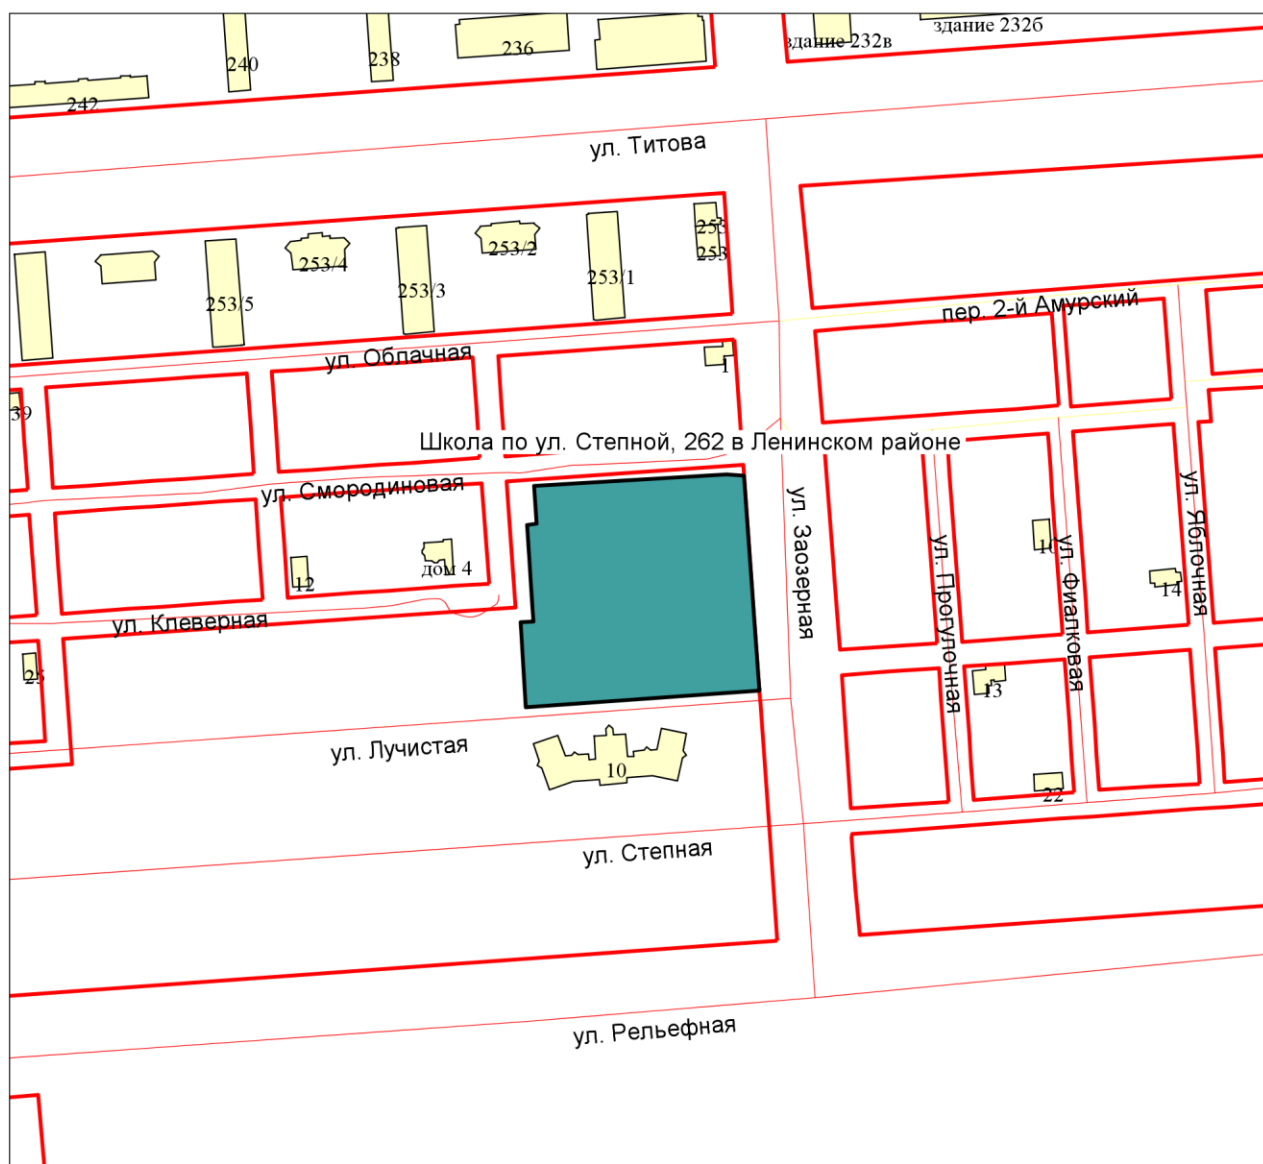 здание 232б
здание 232в
240
238
236
242
ул. Титова
253
253
253/4
253/2
253/5
253/3
253/1
пер. 2-й Амурский
ул. Облачная
1
39
Школа по ул. Степной, 262 в Ленинском районе
ул. Смородиновая
ул. Заозерная
ул. Яблочная
ул. Прогулочная
ул. Фиалковая
16
дом 4
12
14
ул. Клеверная
25
13
ул. Лучистая
10
22
ул. Степная
ул. Рельефная